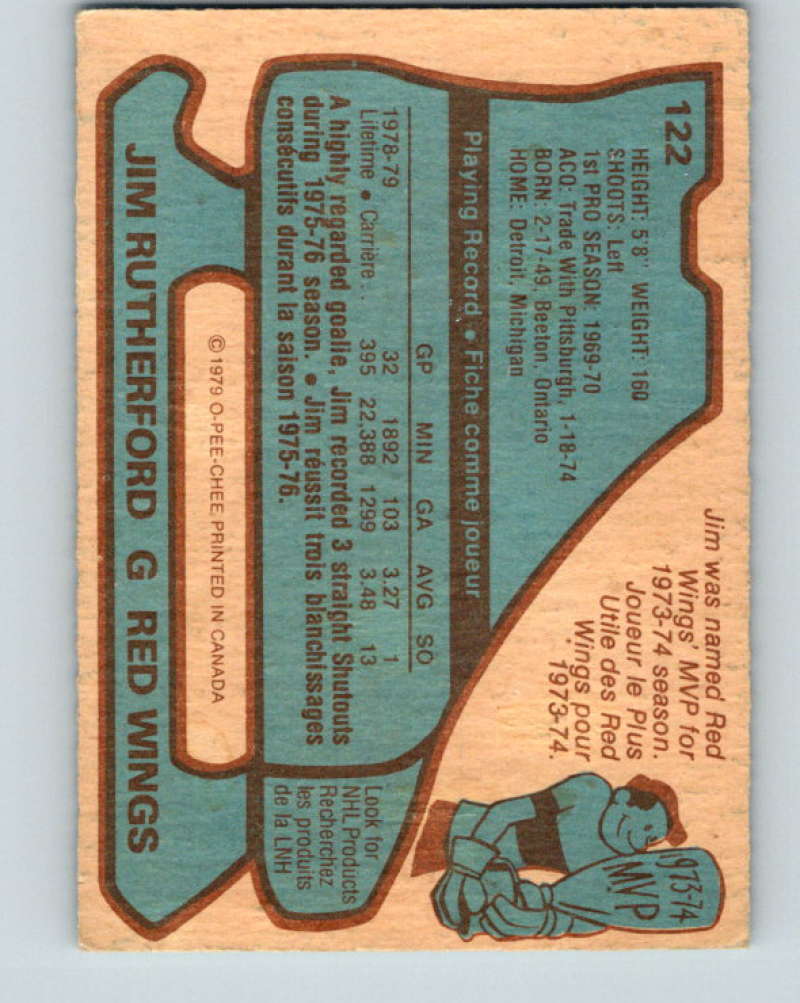 122
HEIGHT: 5'8" WEIGHT: 160
SHOOTS: Left
1st PRO SEASON: 1969-70
ACQ: Trade With Pittsburgh, 1-18-74
BORN: 2-17-49, Beeton, Ontario
HOME: Detroit, Michigan
Jim was named Red
Wings' MVP for
1973-74 season.
Joueur le Plus
Utile des Red
Wings pour
1973-74.
1973-74
MVP
Playing Record • Fiche comme joueur
GP MIN GA AVG SO
1978-79 32 1892 103 3.27 1
Lifetime • Carrière . . 395 22,388 1299 3.48 13
A highly regarded goalie, Jim recorded 3 straight Shutouts
during 1975-76 season. • Jim réussit trois blanchissages
consécutifs durant la saison 1975-76.
Look for
NHL Products
Recherchez
les produits
de la LNH
© 1979 O-PEE-CHEE PRINTED IN CANADA
JIM RUTHERFORD G RED WINGS